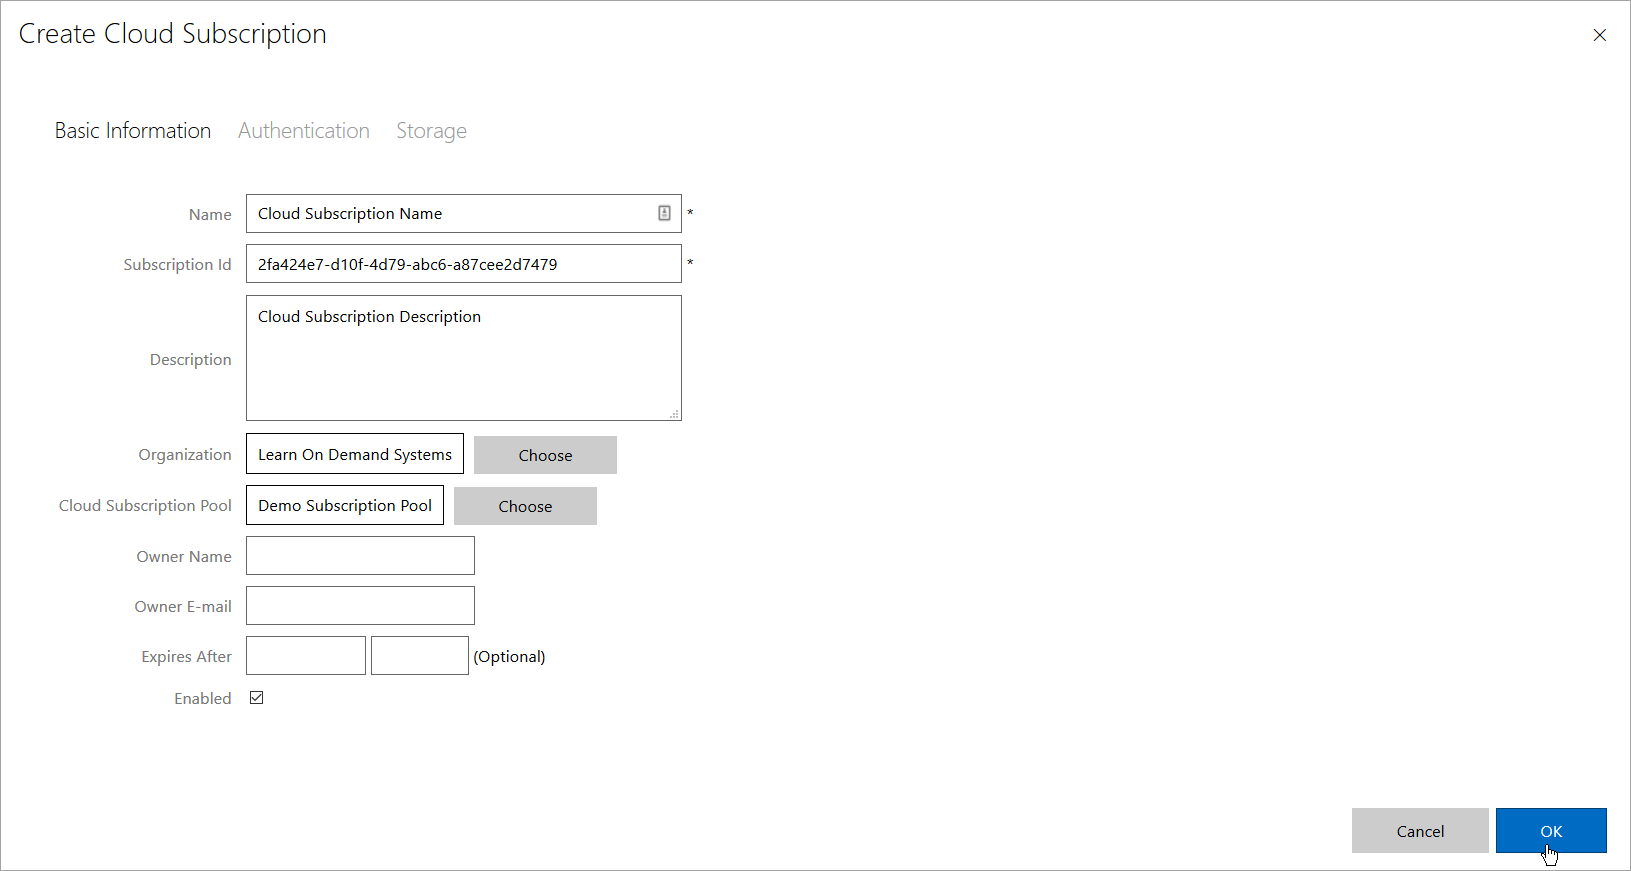 Create Cloud Subscription
Basic Information Authentication Storage
Name Cloud Subscription Name *
Subscription Id 2fa424e7-d10f-4d79-abc6-a87cee2d7479 *
Cloud Subscription Description
Description
Organization Learn On Demand Systems Choose
Cloud Subscription Pool Demo Subscription Pool Choose
Owner Name
Owner E-mail
Expires After (Optional)
Enabled
Cancel OK